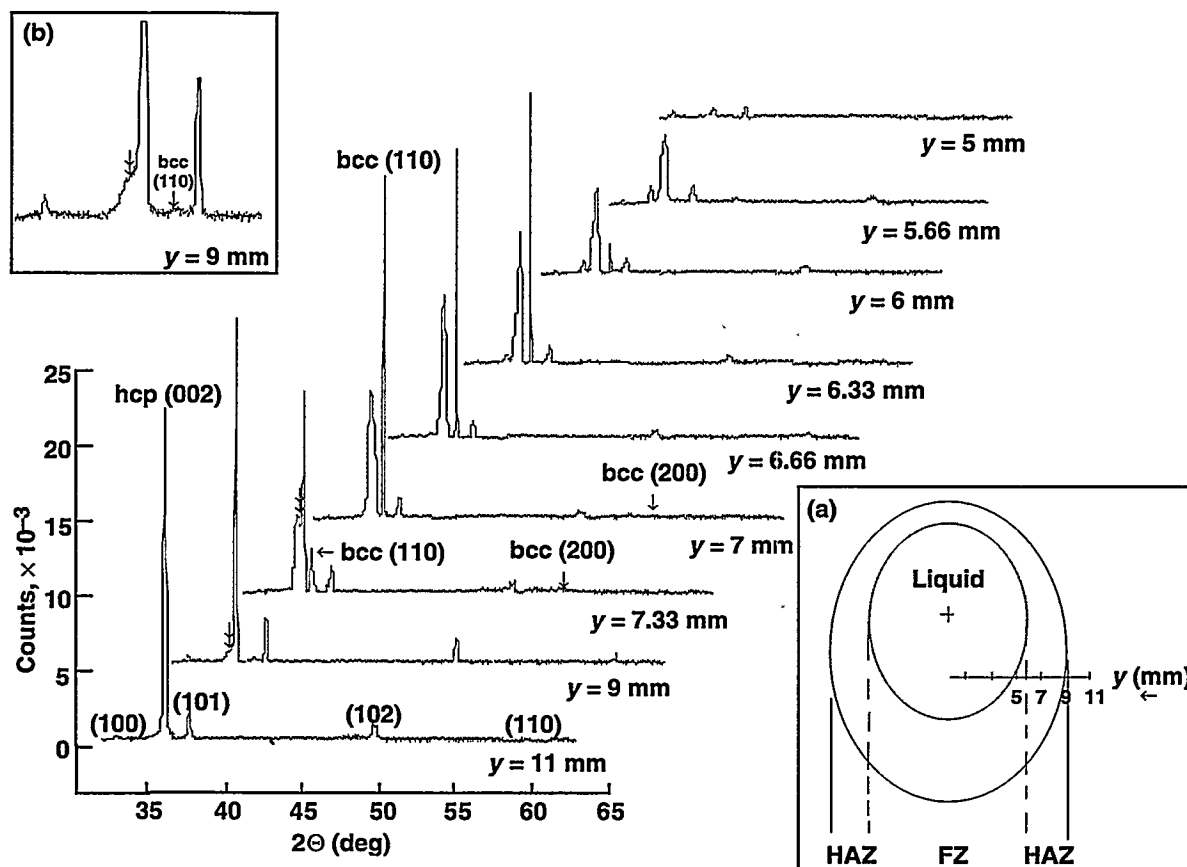 (b)
bcc
(110)
y = 9 mm
bcc (110)
y = 5 mm
y = 5.66 mm
y = 6 mm
y = 6.33 mm
y = 6.66 mm
bcc (200)
y = 7 mm
← bcc (110)
bcc (200)
y = 7.33 mm
y = 9 mm
hcp (002)
(100)
(101)
(102)
(110)
y = 11 mm
25
20
15
10
5
0
Counts, × 10⁻³
35 40 45 50 55 60 65
2Θ (deg)
(a)
Liquid
+
y (mm)
←
5 7 9 11
HAZ FZ HAZ